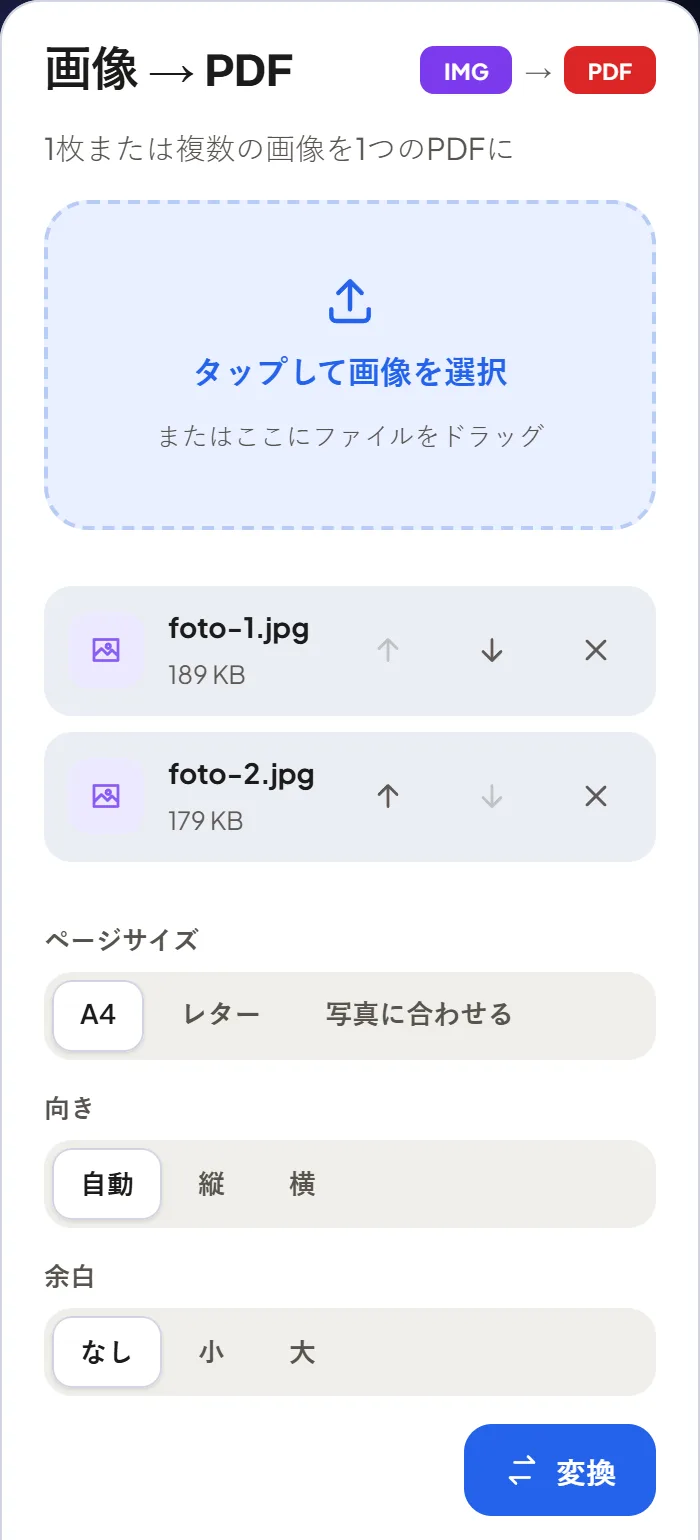 画像 → PDF
IMG → PDF
1枚または複数の画像を1つのPDFに
タップして画像を選択
またはここにファイルをドラッグ
foto-1.jpg
189 KB
foto-2.jpg
179 KB
ページサイズ
A4 レター 写真に合わせる
向き
自動 縦 横
余白
なし 小 大
変換